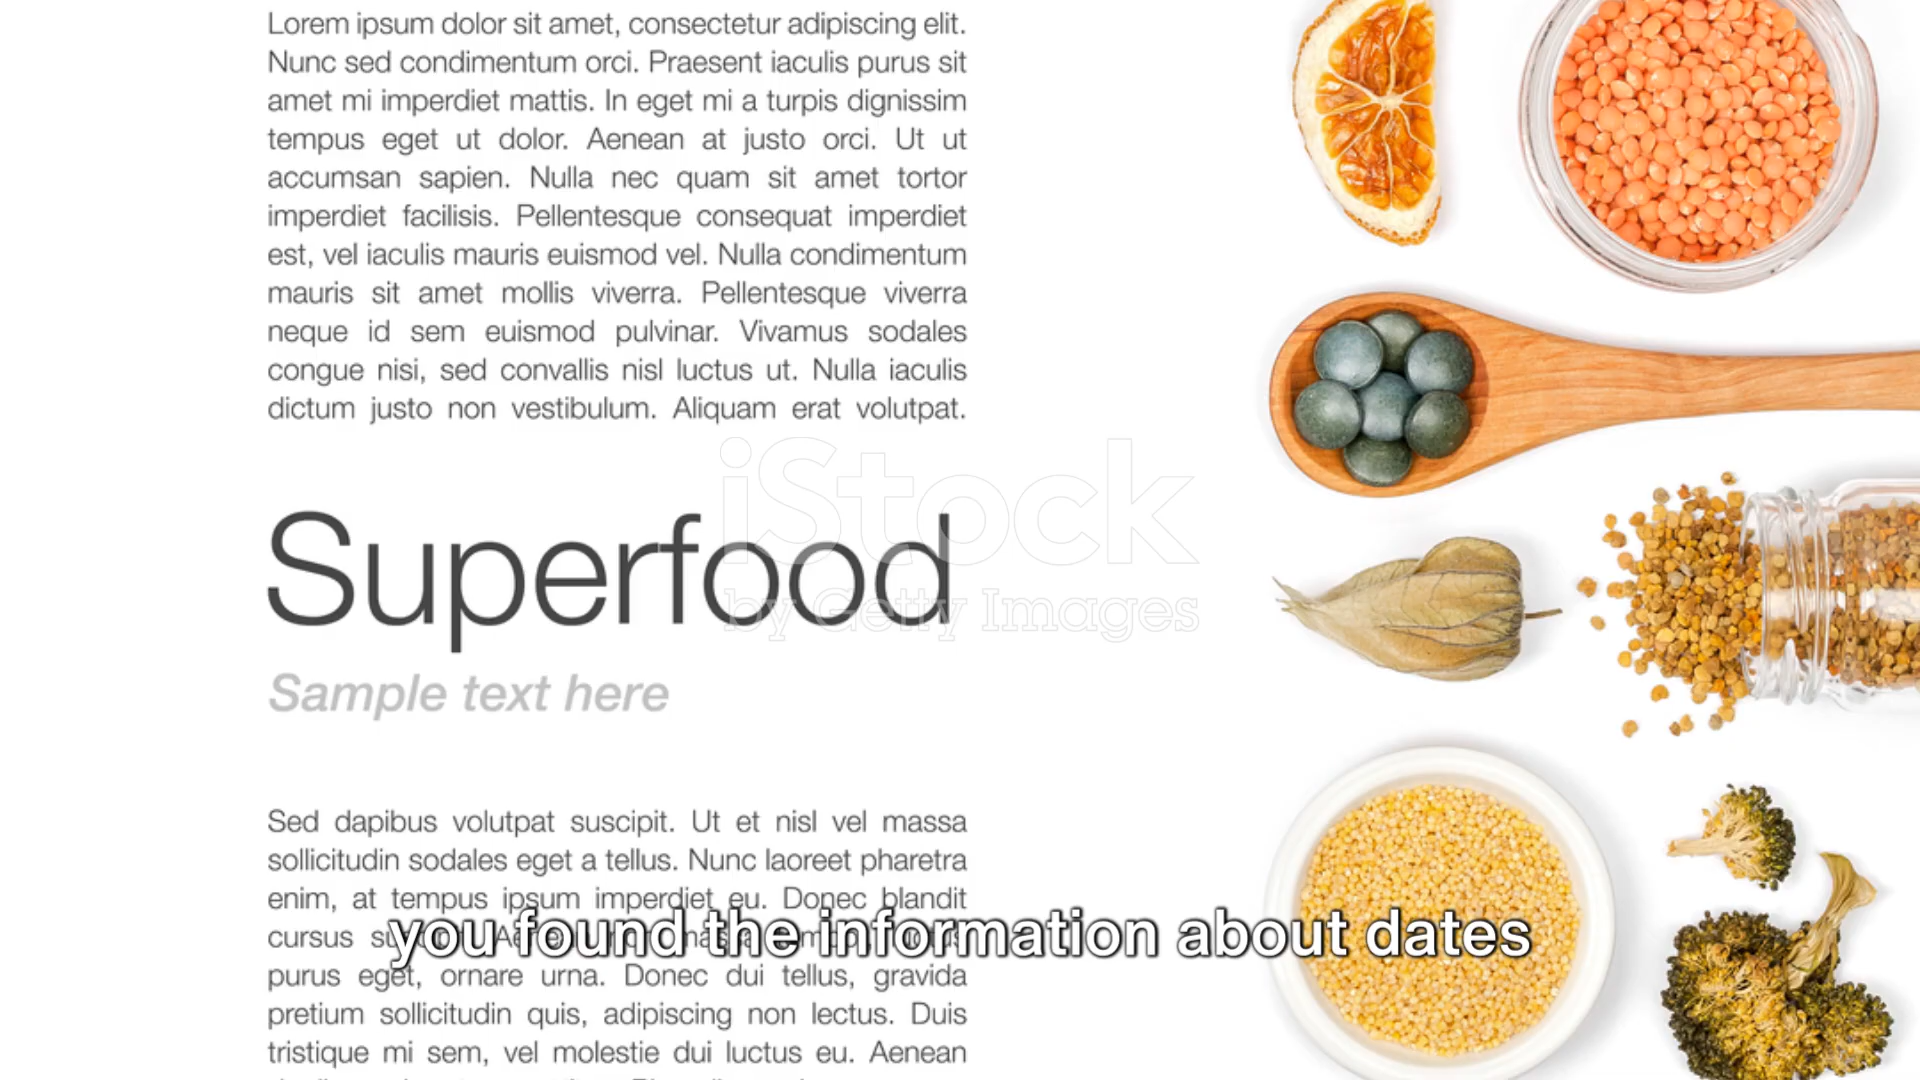 Lorem ipsum dolor sit amet, consectetur adipiscing elit.
Nunc sed condimentum orci. Praesent iaculis purus sit
amet mi imperdiet mattis. In eget mi a turpis dignissim
tempus eget ut dolor. Aenean at justo orci. Ut ut
accumsan sapien. Nulla nec quam sit amet tortor
imperdiet facilisis. Pellentesque consequat imperdiet
est, vel iaculis mauris euismod vel. Nulla condimentum
mauris sit amet mollis viverra. Pellentesque viverra
neque id sem euismod pulvinar. Vivamus sodales
congue nisi, sed convallis nisl luctus ut. Nulla iaculis
dictum justo non vestibulum. Aliquam erat volutpat.
iStock
by Getty Images
Superfood
Sample text here
Sed dapibus volutpat suscipit. Ut et nisl vel massa
sollicitudin sodales eget a tellus. Nunc laoreet pharetra
enim, at tempus ipsum imperdiet eu. Donec blandit
cursus
you found the information about dates
purus eget, ornare urna. Donec dui tellus, gravida
pretium sollicitudin quis, adipiscing non lectus. Duis
tristique mi sem, vel molestie dui luctus eu. Aenean